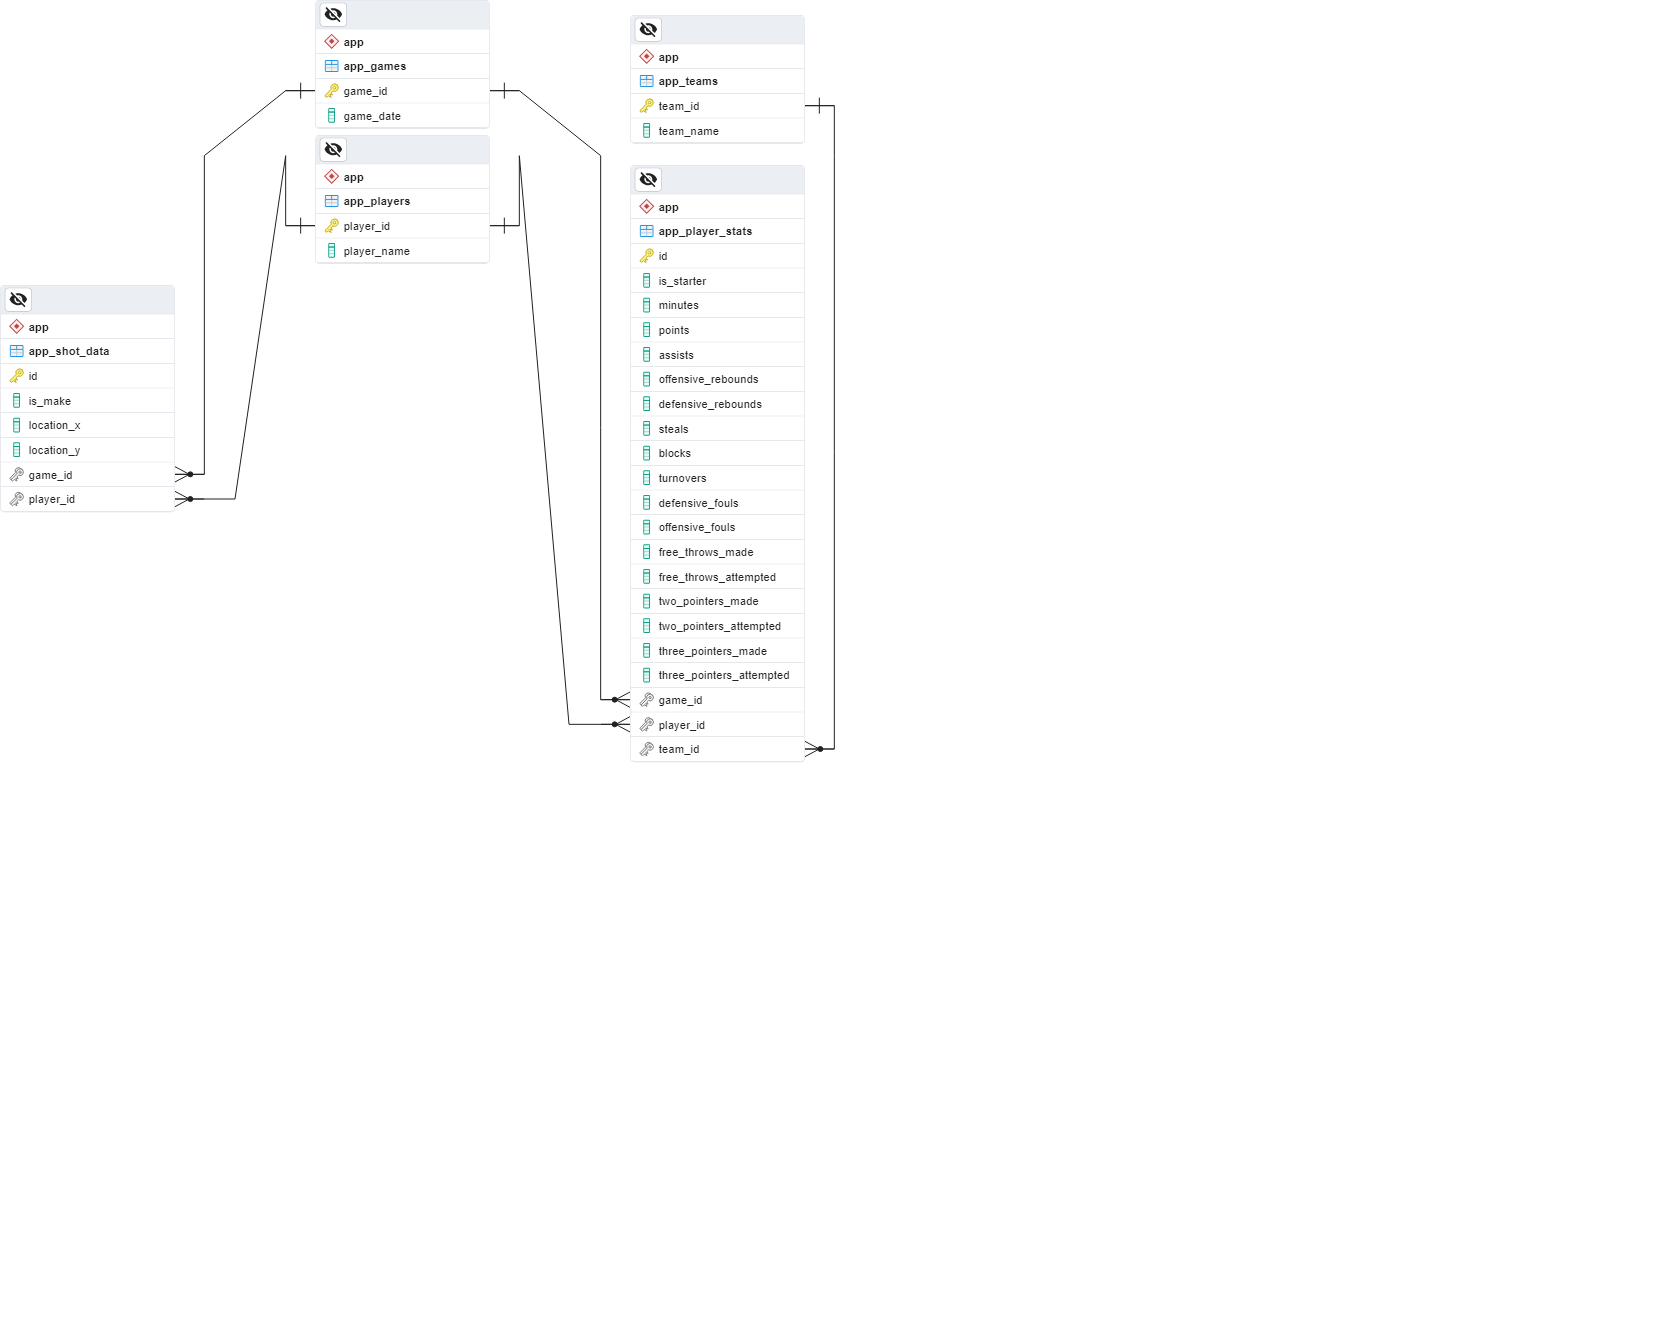 app
app_games
game_id
game_date
app
app_players
player_id
player_name
app
app_shot_data
id
is_make
location_x
location_y
game_id
player_id
app
app_teams
team_id
team_name
app
app_player_stats
id
is_starter
minutes
points
assists
offensive_rebounds
defensive_rebounds
steals
blocks
turnovers
defensive_fouls
offensive_fouls
free_throws_made
free_throws_attempted
two_pointers_made
two_pointers_attempted
three_pointers_made
three_pointers_attempted
game_id
player_id
team_id